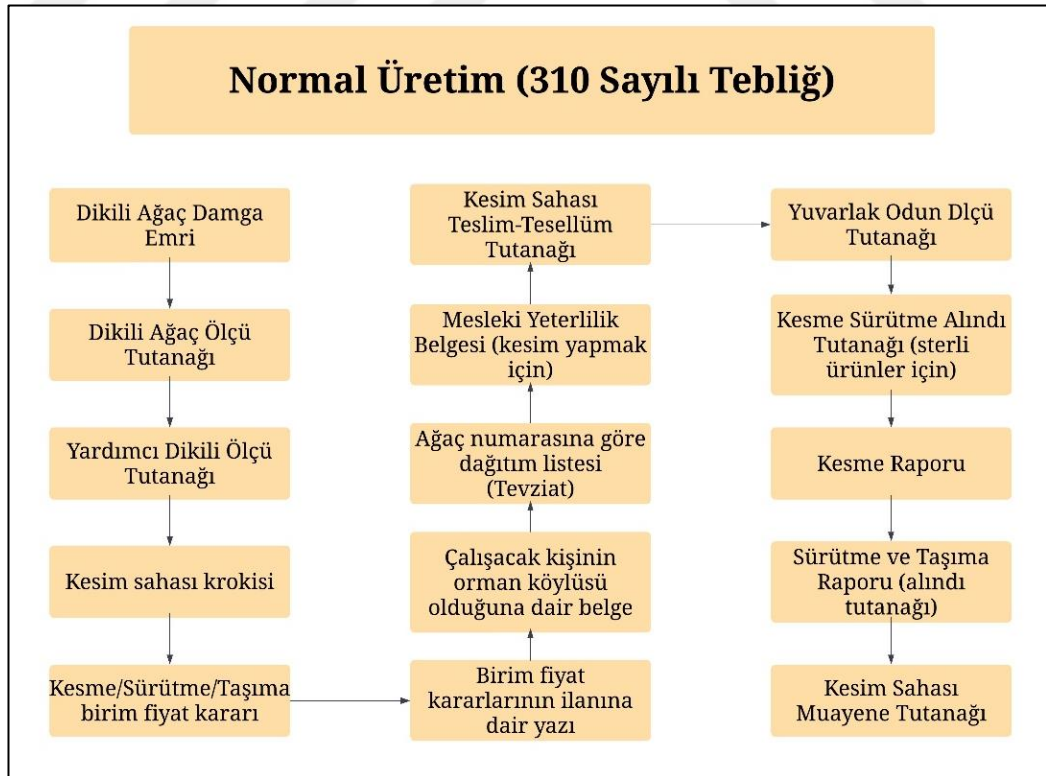 Normal Üretim (310 Sayılı Tebliğ)
Dikili Ağaç Damga
Emri
Dikili Ağaç Ölçü
Tutanağı
Yardımcı Dikili Ölçü
Tutanağı
Kesim sahası krokisi
Kesme/Sürütme/Taşıma
birim fiyat kararı
Birim fiyat
kararlarının ilanına
dair yazı
Çalışacak kişinin
orman köylüsü
olduğuna dair belge
Ağaç numarasına göre
dağıtım listesi
(Tevziat)
Mesleki Yeterlilik
Belgesi (kesim yapmak
için)
Kesim Sahası
Teslim-Tesellüm
Tutanağı
Yuvarlak Odun Dlçü
Tutanağı
Kesme Sürütme Alındı
Tutanağı (sterli
ürünler için)
Kesme Raporu
Sürütme ve Taşıma
Raporu (alındı
tutanağı)
Kesim Sahası
Muayene Tutanağı